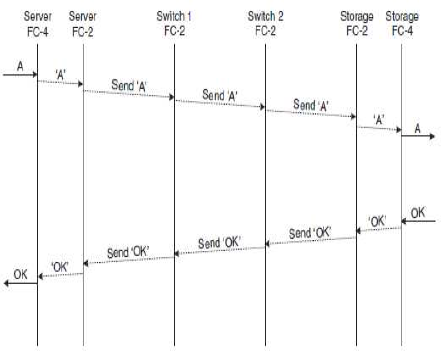 Server Server Switch 1 Switch 2 Storage Storage
FC-4 FC-2 FC-2 FC-2 FC-2 FC-4
A
'A'
Send 'A'
Send 'A'
Send 'A'
'A'
A
OK
'OK'
Send 'OK'
Send 'OK'
Send 'OK'
'OK'
OK